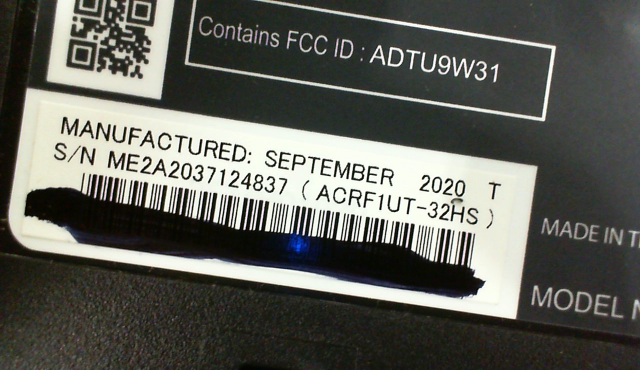 Contains FCC ID : ADTU9W31
MANUFACTURED: SEPTEMBER 2020 T
S/N ME2A2037124837 ( ACRF1UT-32HS )
MADE IN
MODEL